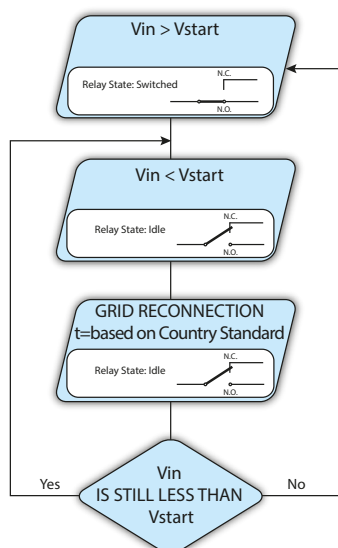 Vin > Vstart
N.C.
Relay State: Switched
N.O.
Vin < Vstart
N.C.
Relay State: Idle
N.O.
GRID RECONNECTION
t=based on Country Standard
N.C.
Relay State: Idle
N.O.
Yes
Vin
IS STILL LESS THAN
Vstart
No